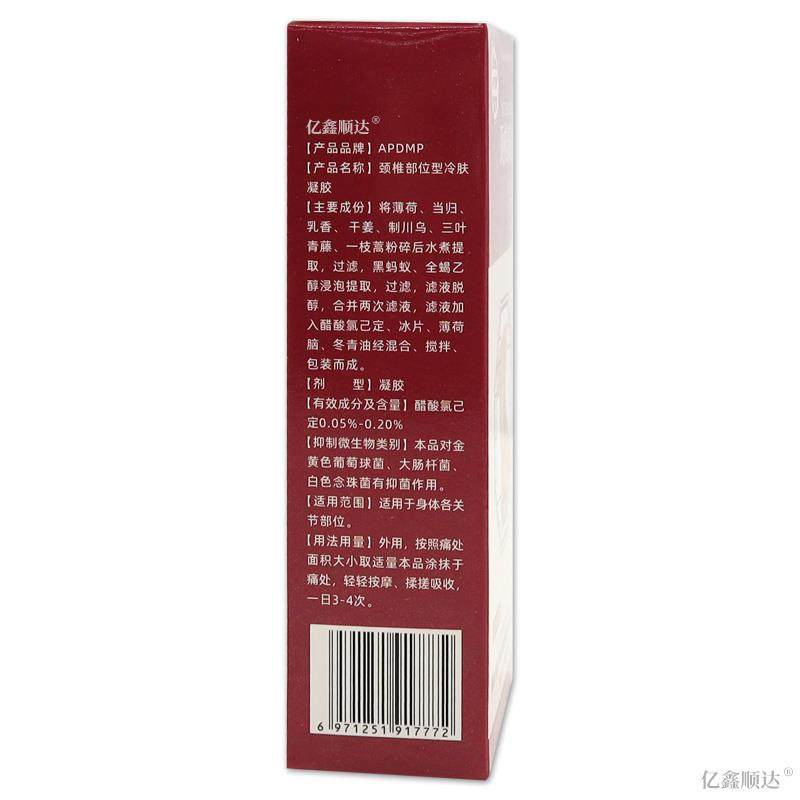 亿鑫顺达®
【产品品牌】APDMP
【产品名称】颈椎部位型冷肤
凝胶
【主要成份】将薄荷、当归、
乳香、干姜、制川乌、三叶
青藤、一枝蒿粉碎后水煮提
取，过滤，黑蚂蚁、全蝎乙
醇浸泡提取，过滤，滤液脱
醇，合并两次滤液，滤液加
入醋酸氯己定、冰片、薄荷
脑、冬青油经混合、搅拌、
包装而成。
【剂　　型】凝胶
【有效成分及含量】醋酸氯己
定0.05%-0.20%
【抑制微生物类别】本品对金
黄色葡萄球菌、大肠杆菌、
白色念珠菌有抑菌作用。
【适用范围】适用于身体各关
节部位。
【用法用量】外用，按照痛处
面积大小取适量本品涂抹于
痛处，轻轻按摩、揉搓吸收，
一日3-4次。
6 971251 917772
亿鑫顺达®